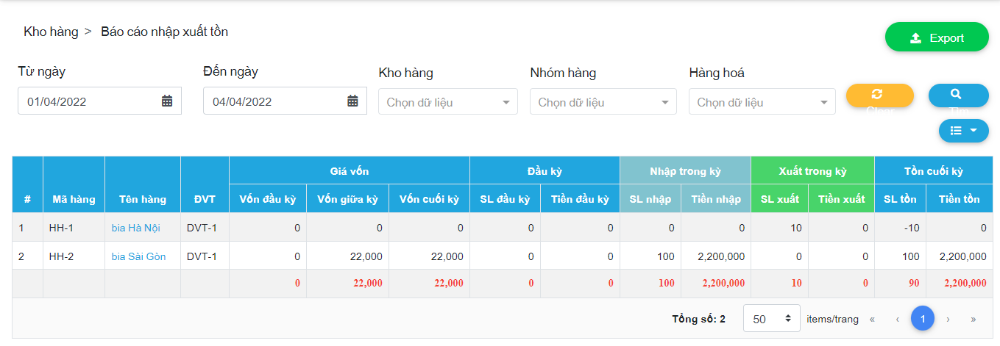 Kho hàng > Báo cáo nhập xuất tồn
Export
Từ ngày Đến ngày Kho hàng Nhóm hàng Hàng hoá
01/04/2022 04/04/2022 Chọn dữ liệu Chọn dữ liệu Chọn dữ liệu
Clear Tìm
Giá vốn Đầu kỳ Nhập trong kỳ Xuất trong kỳ Tồn cuối kỳ
# Mã hàng Tên hàng ĐVT Vốn đầu kỳ Vốn giữa kỳ Vốn cuối kỳ SL đầu kỳ Tiền đầu kỳ SL nhập Tiền nhập SL xuất Tiền xuất SL tồn Tiền tồn
1 HH-1 bia Hà Nội DVT-1 0 0 0 0 0 0 0 10 0 -10 0
2 HH-2 bia Sài Gòn DVT-1 0 22,000 22,000 0 0 100 2,200,000 0 0 100 2,200,000
0 22,000 22,000 0 0 100 2,200,000 10 0 90 2,200,000
Tổng số: 2 50 items/trang « ‹ 1 › »